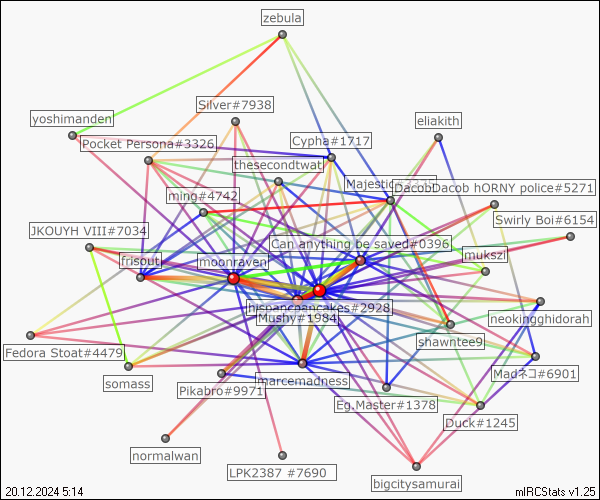 zebula
Silver#7938
yoshimanden
eliakith
Pocket Persona#3326
Cypha#1717
thesecondtwat
DacobDacob hORNY police#5271
ming#4742
Swirly Boi#6154
JKOUYH VIII#7034
Can anything be saved#0396
mukszi
frisout
moonraven
hispancpancakes#2928
neokingghidorah
Mushy#1984
shawntee9
Fedora Stoat#4479
Madネコ#6901
somass
marcemadness
Pikabro#9971
Eg.Master#1378
Duck#1245
normalwan
LPK2387 #7690
bigcitysamurai
20.12.2024 5:14
mIRCStats v1.25